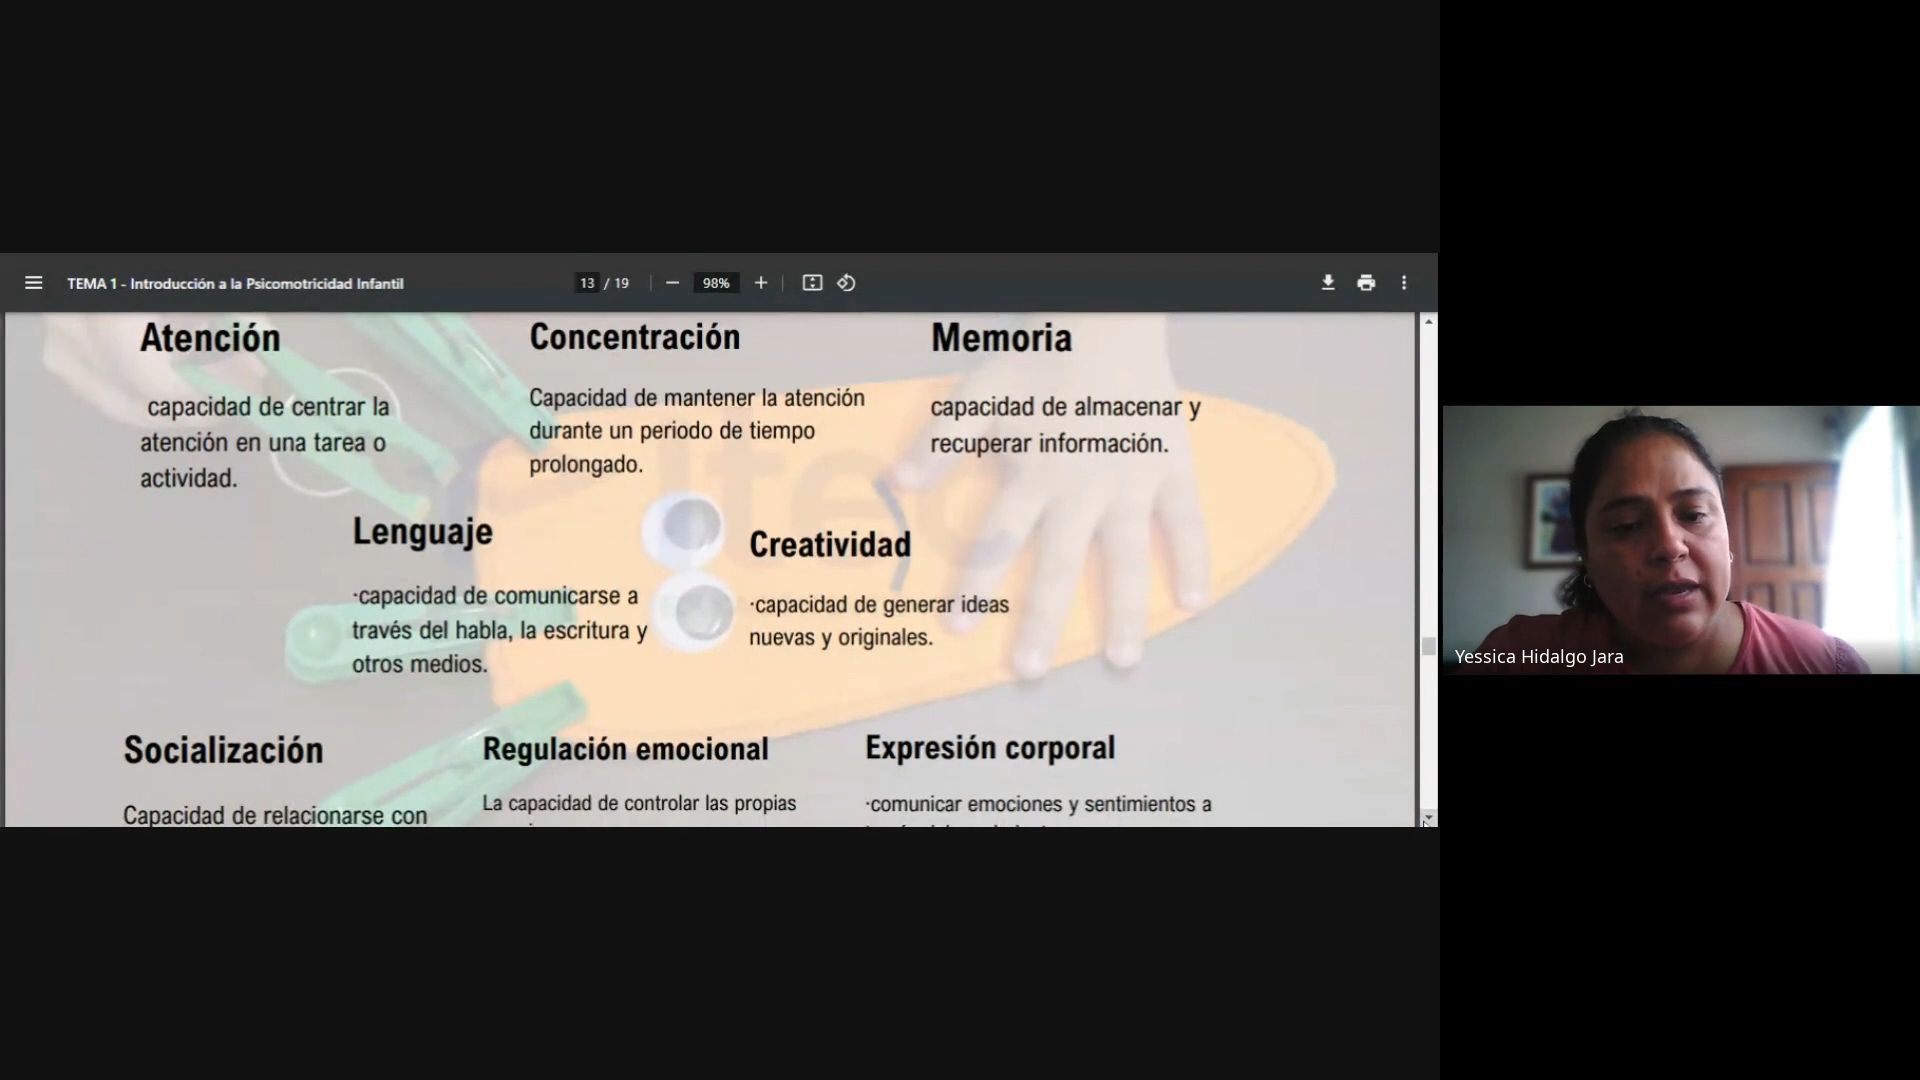 TEMA 1 - Introducción a la Psicomotricidad Infantil
13 / 19
98%
Atención
capacidad de centrar la
atención en una tarea o
actividad.
Concentración
Capacidad de mantener la atención
durante un periodo de tiempo
prolongado.
Memoria
capacidad de almacenar y
recuperar información.
Lenguaje
·capacidad de comunicarse a
través del habla, la escritura y
otros medios.
Creatividad
·capacidad de generar ideas
nuevas y originales.
Socialización
Capacidad de relacionarse con
Regulación emocional
La capacidad de controlar las propias
Expresión corporal
·comunicar emociones y sentimientos a
Yessica Hidalgo Jara